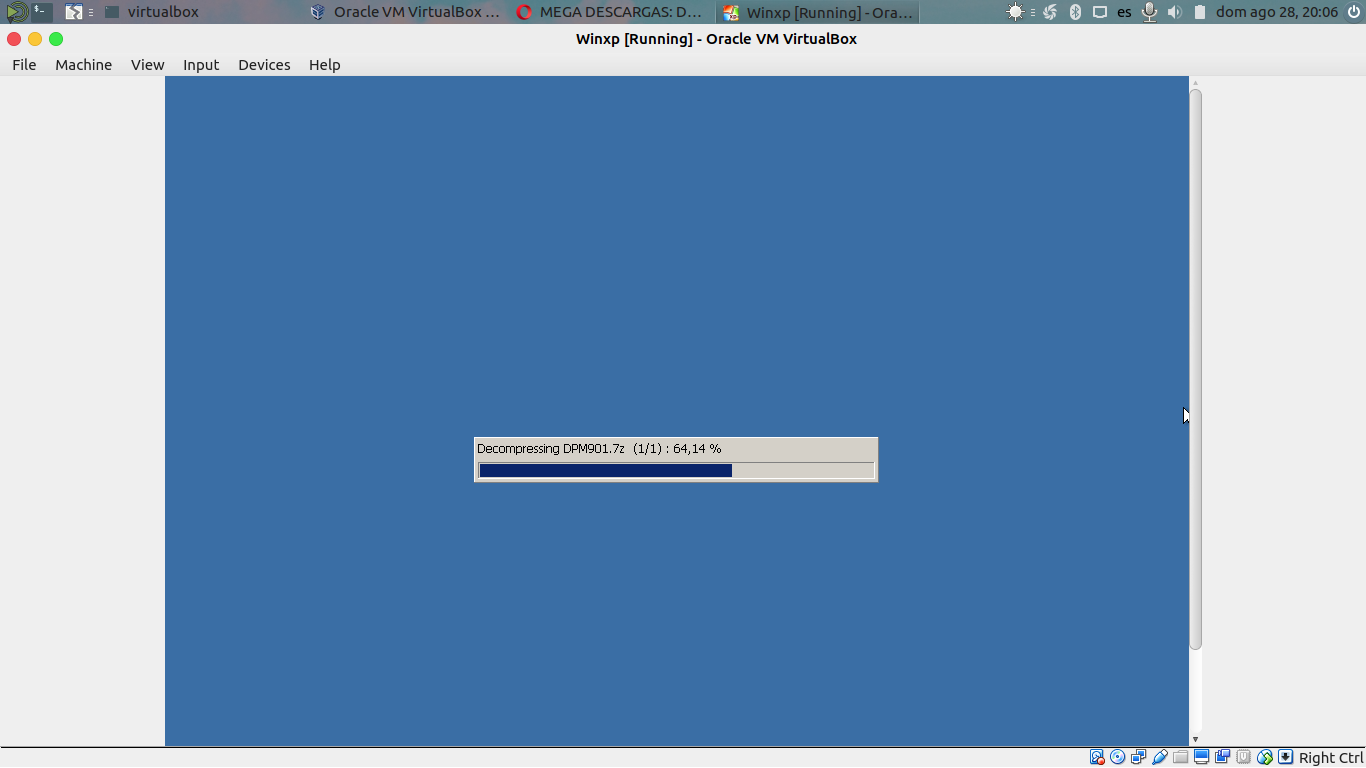 virtualbox
Oracle VM VirtualBox ...
MEGA DESCARGAS: D...
Winxp [Running] - Ora...
es
dom ago 28, 20:06
Winxp [Running] - Oracle VM VirtualBox
File Machine View Input Devices Help
Decompressing DPM901.7z (1/1) : 64,14 %
Right Ctrl